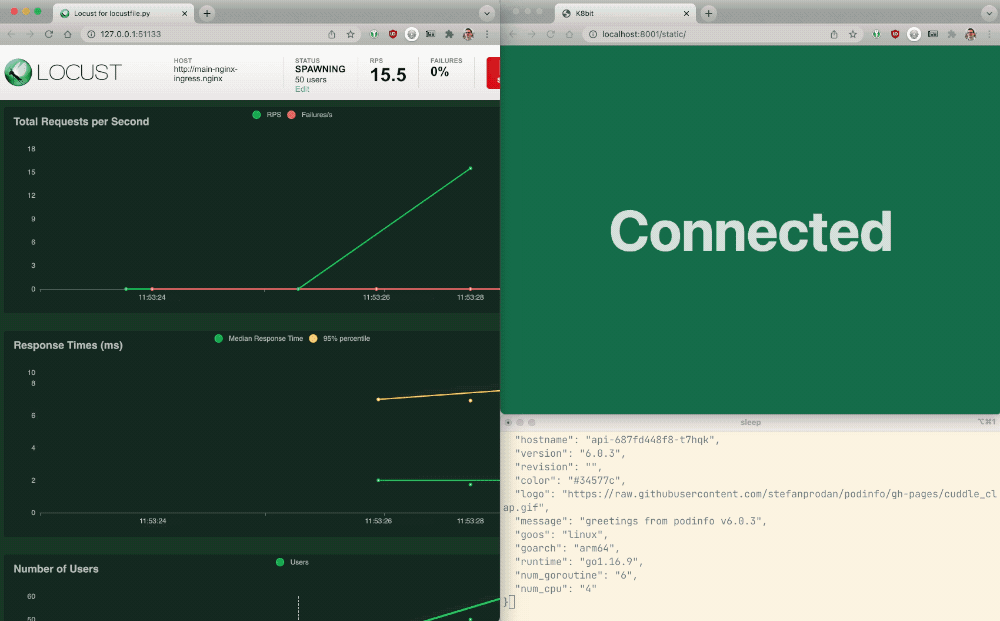 Locust for locustfile.py
127.0.0.1:51133
LOCUST
HOST
http://main-nginx-
ingress.nginx
STATUS
SPAWNING
50 users
Edit
RPS
15.5
FAILURES
0%
Total Requests per Second
RPS
Failures/s
18
15
12
9
6
3
0
11:53:24
11:53:26
11:53:28
Response Times (ms)
Median Response Time
95% percentile
10
8
6
4
2
0
11:53:24
11:53:26
11:53:28
Number of Users
Users
60
50
K8bit
localhost:8001/static/
Connected
sleep
⌥⌘1
"hostname": "api-687fd448f8-t7hqk",
"version": "6.0.3",
"revision": "",
"color": "#34577c",
"logo": "https://raw.githubusercontent.com/stefanprodan/podinfo/gh-pages/cuddle_cl
ap.gif",
"message": "greetings from podinfo v6.0.3",
"goos": "linux",
"goarch": "arm64",
"runtime": "go1.16.9",
"num_goroutine": "6",
"num_cpu": "4"
}